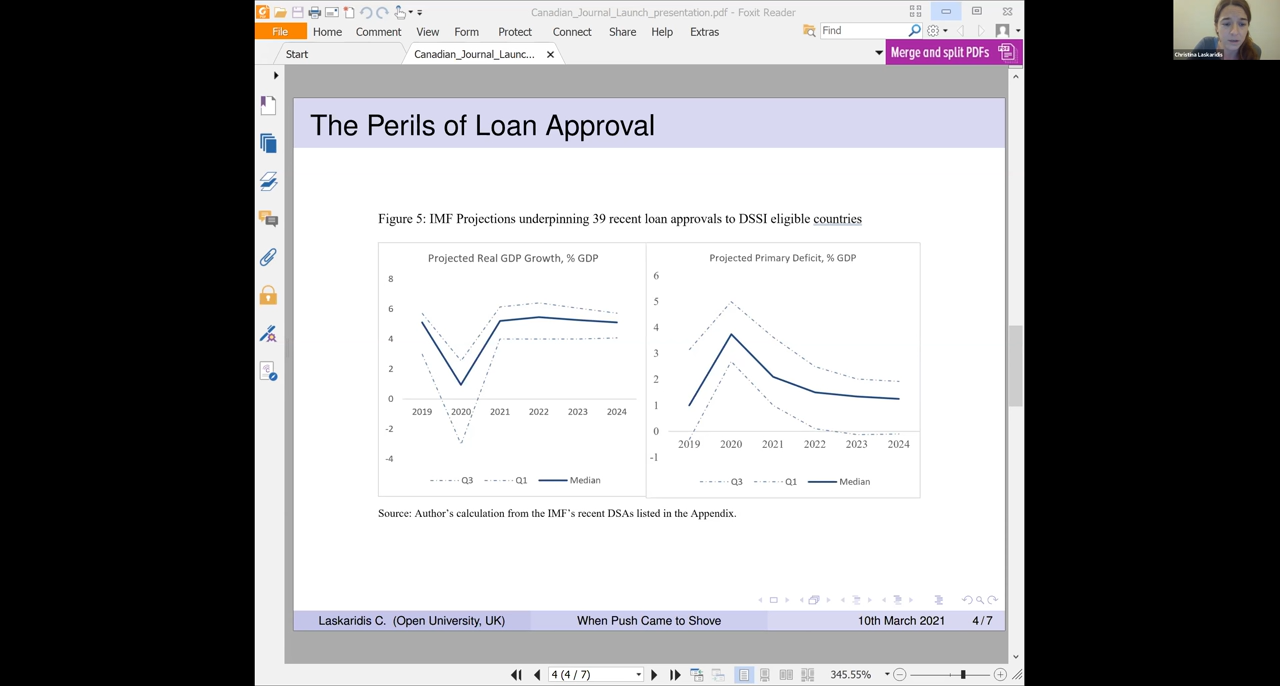 Canadian_Journal_Launch_presentation.pdf - Foxit Reader
File Home Comment View Form Protect Connect Share Help Extras
Find
Start
Canadian_Journal_Launc...
Merge and split PDFs
Christina Laskaridis
The Perils of Loan Approval
Figure 5: IMF Projections underpinning 39 recent loan approvals to DSSI eligible countries
Projected Real GDP Growth, % GDP
8
6
4
2
0
-2
-4
2019 2020 2021 2022 2023 2024
Q3 Q1 Median
Projected Primary Deficit, % GDP
6
5
4
3
2
1
0
-1
2019 2020 2021 2022 2023 2024
Q3 Q1 Median
Source: Author's calculation from the IMF's recent DSAs listed in the Appendix.
Laskaridis C. (Open University, UK) When Push Came to Shove 10th March 2021 4 / 7
4 (4 / 7)
345.55%